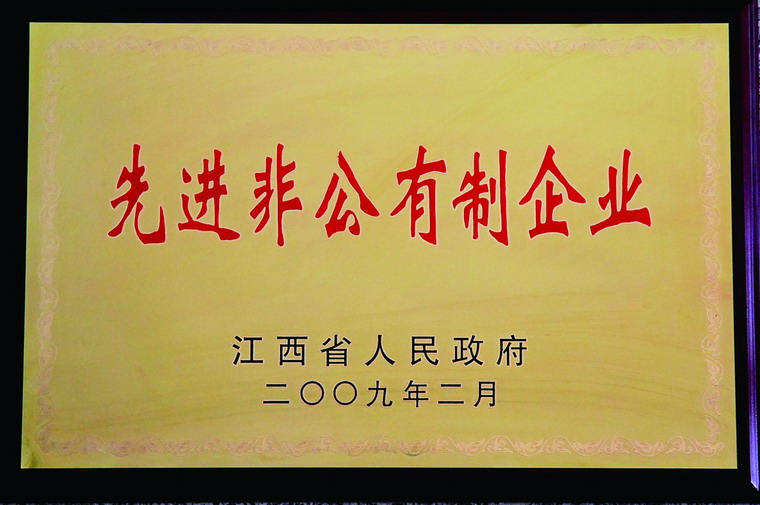 先进非公有制企业
江西省人民政府
二〇〇九年二月